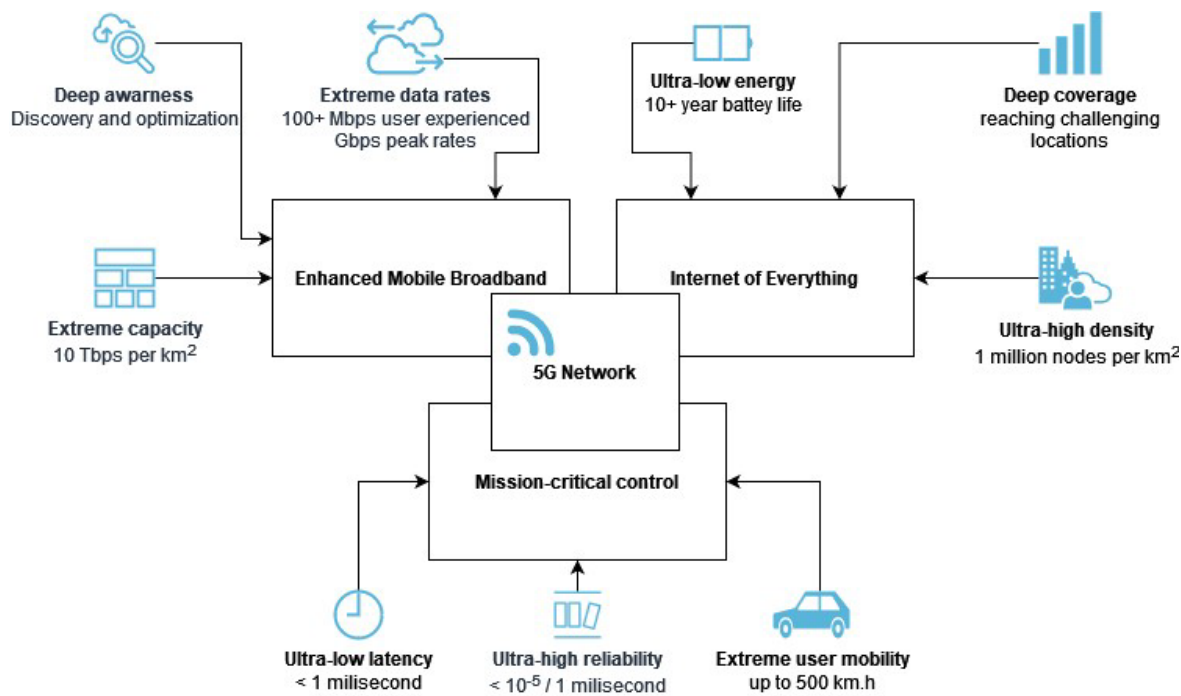 Deep awarness
Discovery and optimization
Extreme data rates
100+ Mbps user experienced
Gbps peak rates
Ultra-low energy
10+ year battey life
Deep coverage
reaching challenging
locations
Enhanced Mobile Broadband
Internet of Everything
Extreme capacity
10 Tbps per km²
Ultra-high density
1 million nodes per km²
5G Network
Mission-critical control
Ultra-low latency
< 1 milisecond
Ultra-high reliability
< 10⁻⁵ / 1 milisecond
Extreme user mobility
up to 500 km.h